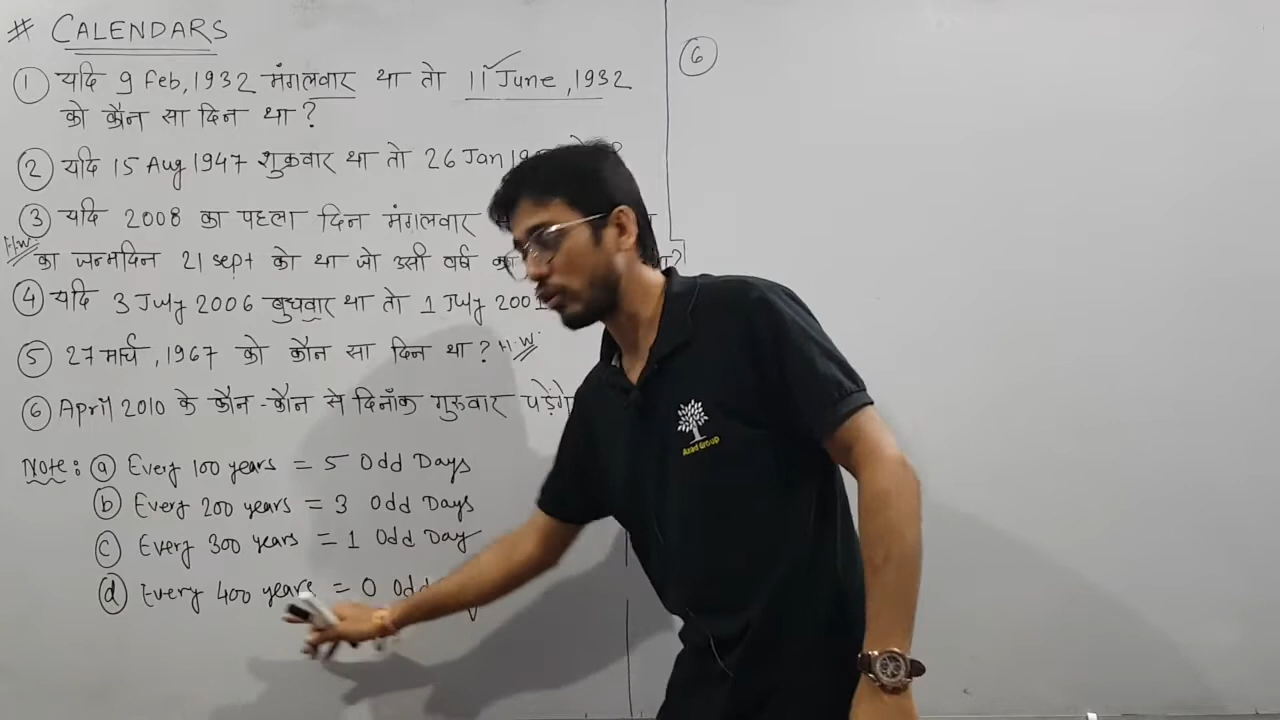 # CALENDARS
① यदि 9 Feb, 1932 मंगलवार था तो 11 June, 1932
को कौन सा दिन था ?
② यदि 15 Aug 1947 शुक्रवार था तो 26 Jan
③ यदि 2008 का पहला दिन मंगलवार
H.W.
का जन्मदिन 21 Sept को था जो उसी वर्ष का
④ यदि 3 July 2006 बुधवार था तो 1 July 2001
⑤ 27 मार्च, 1967 को कौन सा दिन था ? H.W.
⑥ April 2010 के कौन-कौन से दिनाँक गुरुवार पड़ेंगे
Note: ⓐ Every 100 years = 5 Odd Days
ⓑ Every 200 years = 3 Odd Days
ⓒ Every 300 years = 1 Odd Day
ⓓ Every 400 years = 0 Odd
⑥
Azad Group